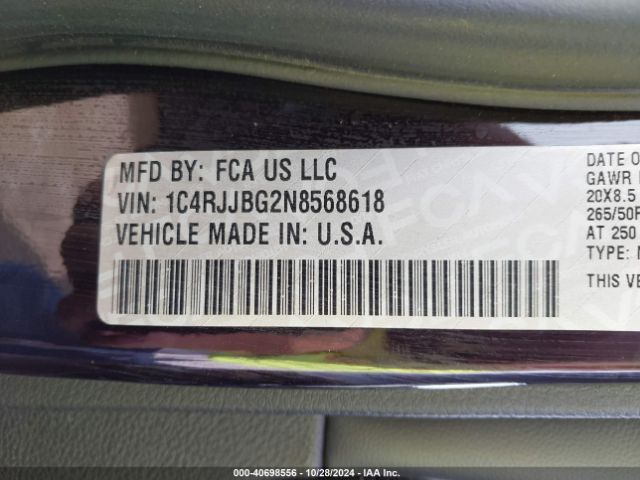 MFD BY: FCA US LLC
VIN: 1C4RJJBG2N8568618
VEHICLE MADE IN: U.S.A.
DATE O
GAWR
20X8.5
265/50R
AT 250
TYPE:
THIS VE
000-40698556 | 10/28/2024 | IAA Inc.